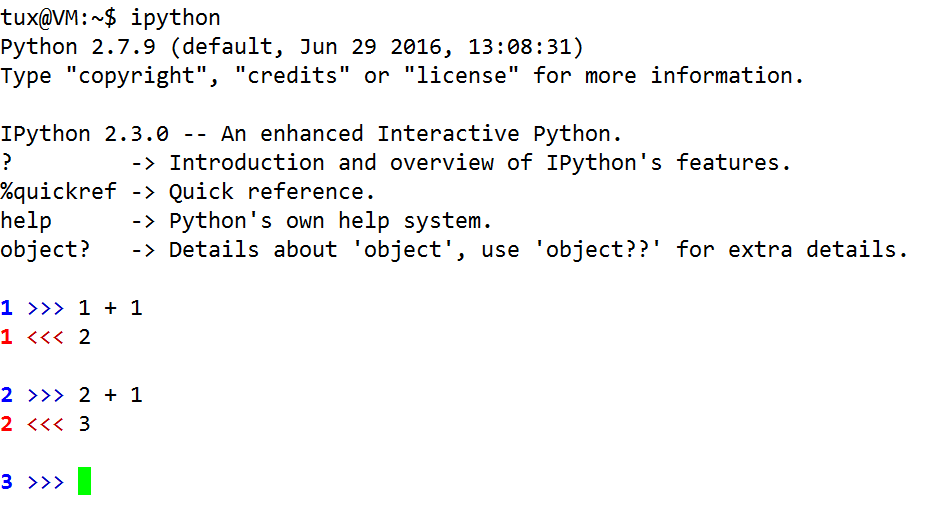 tux@VM:~$ ipython
Python 2.7.9 (default, Jun 29 2016, 13:08:31)
Type "copyright", "credits" or "license" for more information.

IPython 2.3.0 -- An enhanced Interactive Python.
?         -> Introduction and overview of IPython's features.
%quickref -> Quick reference.
help      -> Python's own help system.
object?   -> Details about 'object', use 'object??' for extra details.

1 >>> 1 + 1
1 <<< 2

2 >>> 2 + 1
2 <<< 3

3 >>>